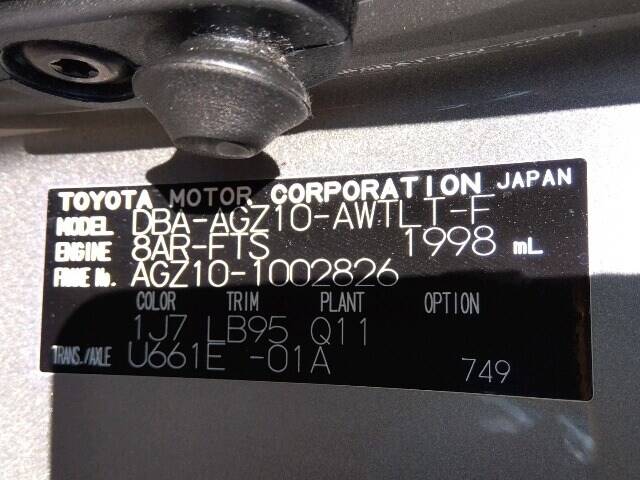 TOYOTA MOTOR CORPORATION JAPAN
MODEL DBA-AGZ10-AWTLT-F
ENGINE 8AR-FTS 1998 mL
FRAME No. AGZ10-1002826
COLOR TRIM PLANT OPTION
1J7 LB95 Q11
TRANS./AXLE U661E -01A 749